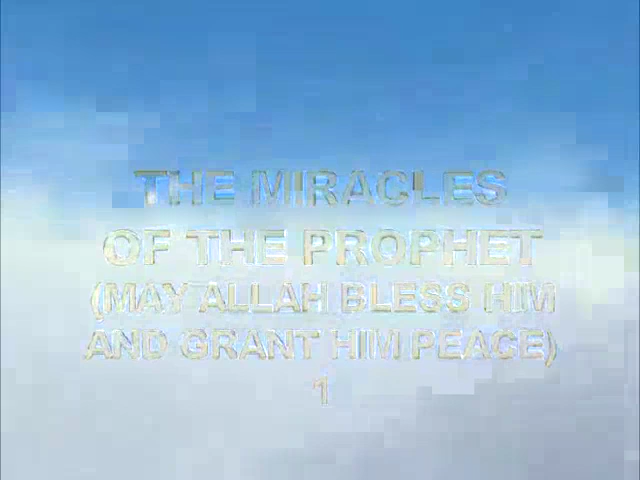 THE MIRACLES
OF THE PROPHET
(MAY ALLAH BLESS HIM
AND GRANT HIM PEACE)
1